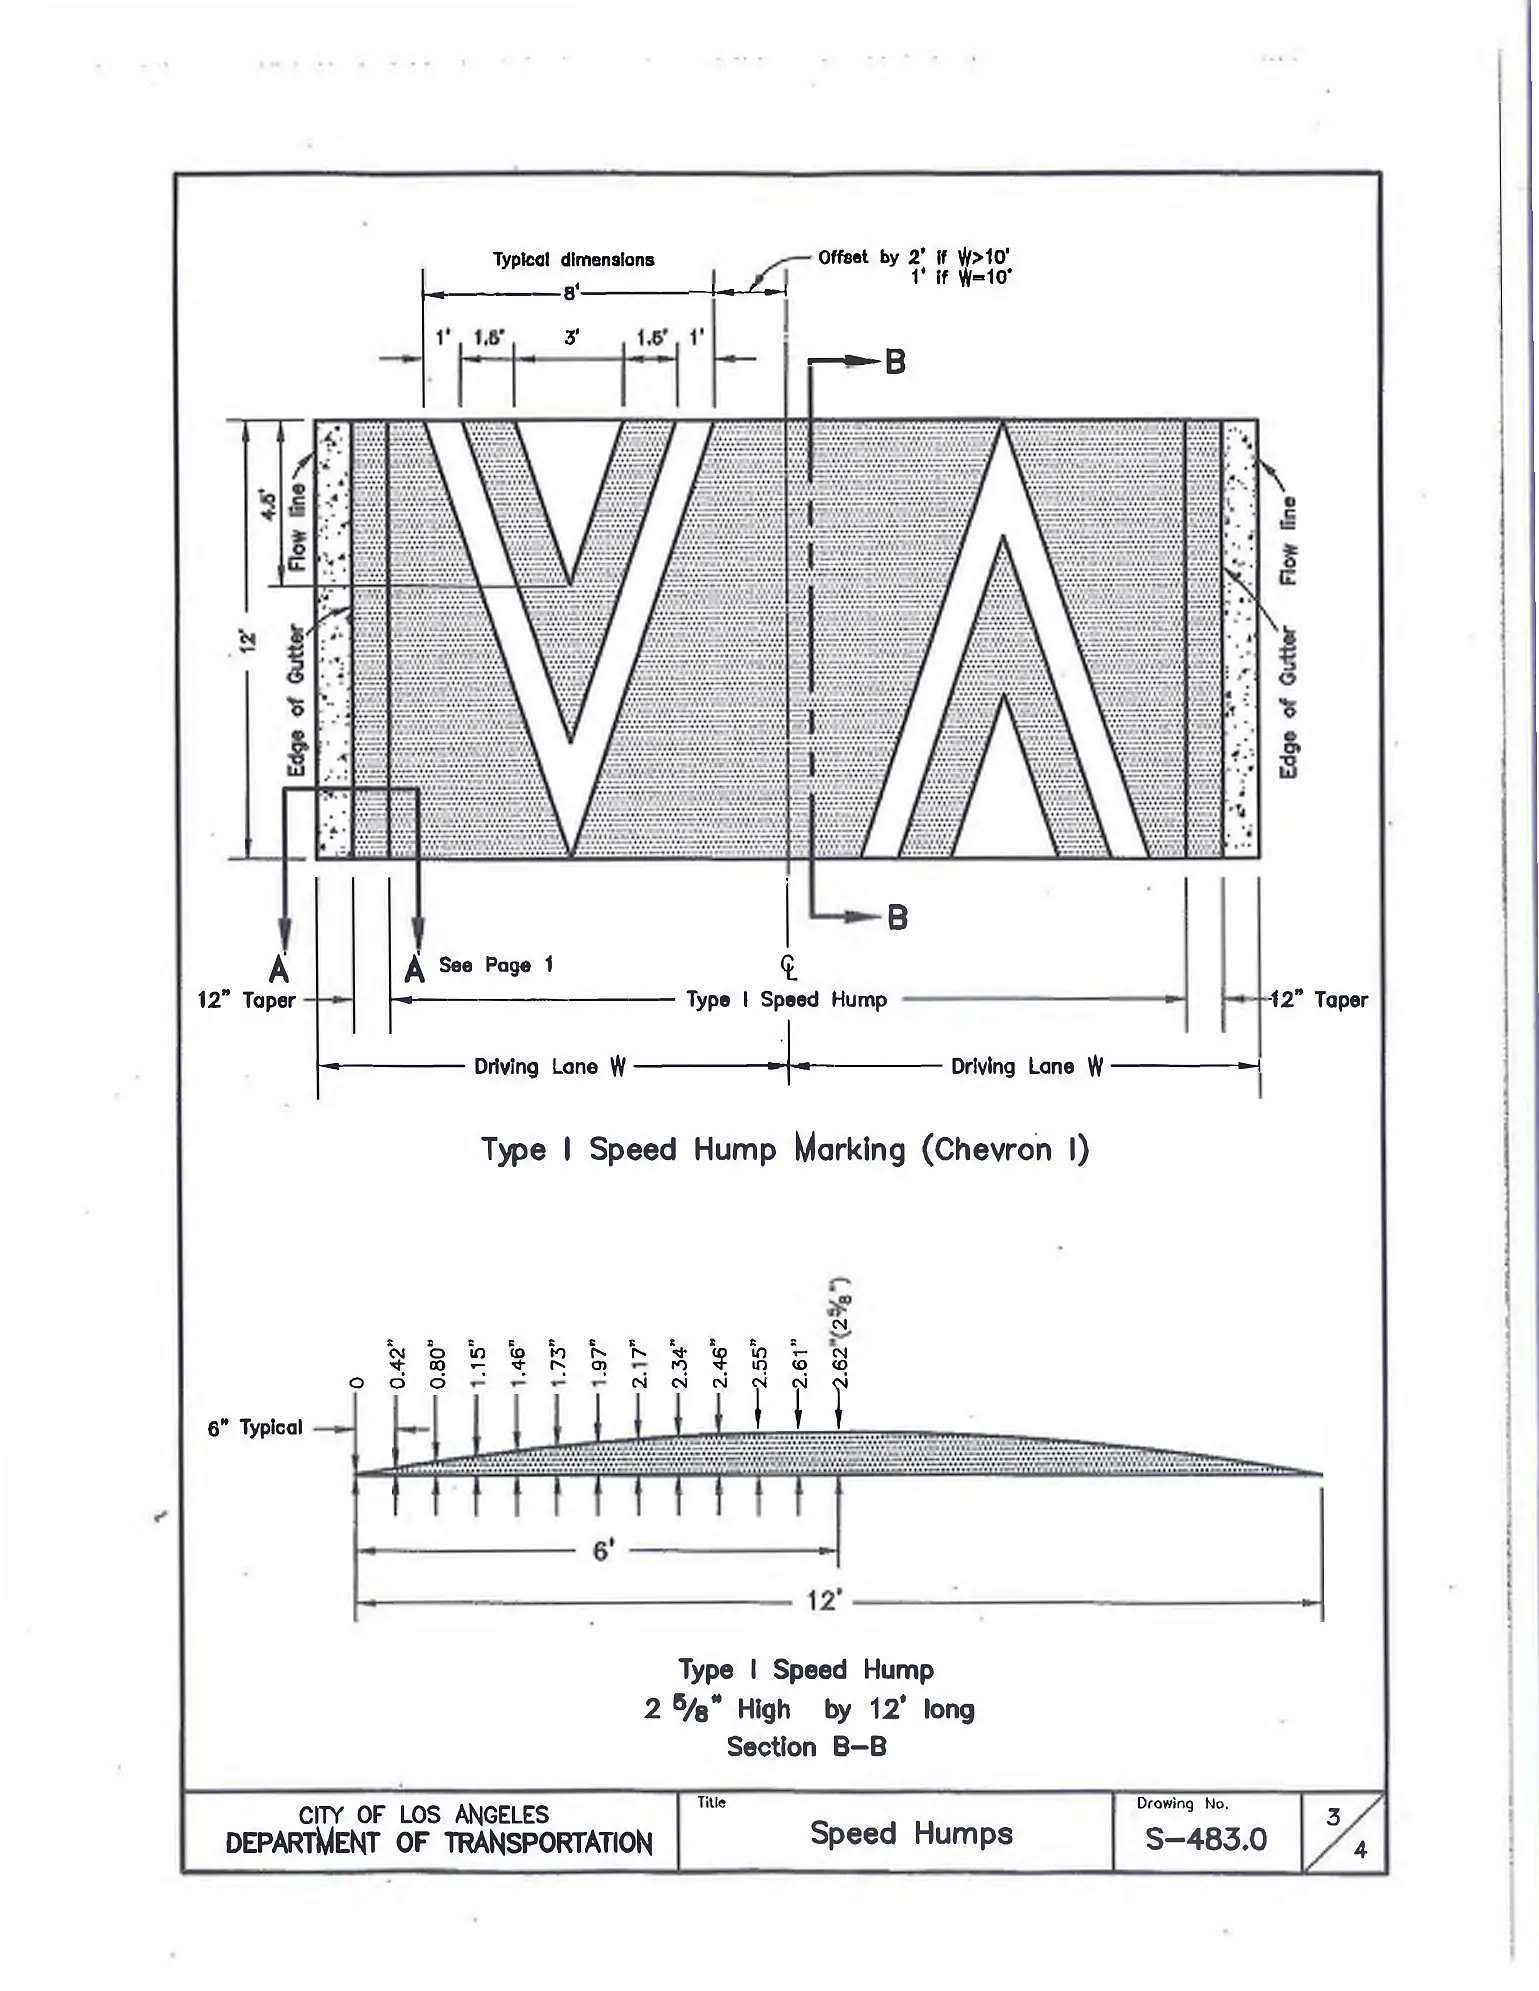 Typical dimensions
Offset by 2' if W>10'
1' if W=10'
8'
1' 1.5' 3' 1.5' 1'
B
4.5'
Flow line
12'
Edge of Gutter
Flow line
Edge of Gutter
B
A A See Page 1
℄
12" Taper Type I Speed Hump 12" Taper
Driving Lane W Driving Lane W
Type I Speed Hump Marking (Chevron I)
0 0.42" 0.80" 1.15" 1.46" 1.73" 1.97" 2.17" 2.34" 2.46" 2.55" 2.61" 2.62"(2⅝")
6" Typical
6'
12'
Type I Speed Hump
2 5/8" High by 12' long
Section B-B
CITY OF LOS ANGELES
DEPARTMENT OF TRANSPORTATION
Title
Speed Humps
Drawing No.
S-483.0
3/4